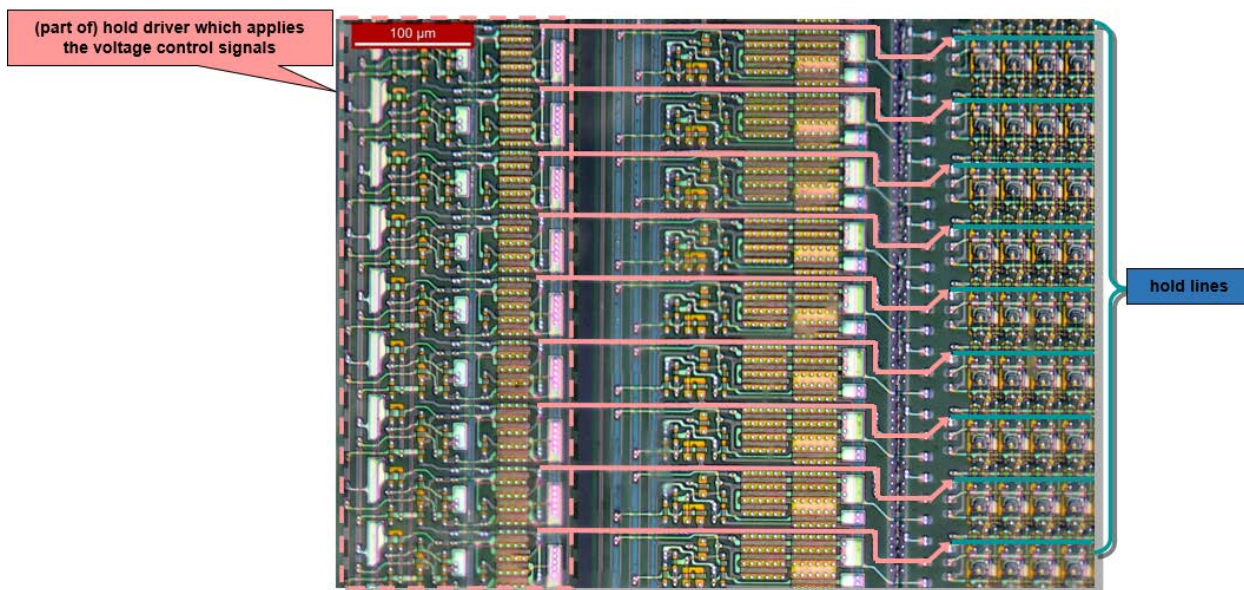 (part of) hold driver which applies
the voltage control signals
100 µm
hold lines